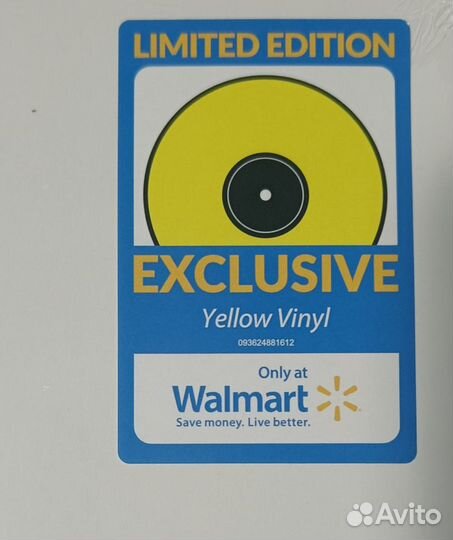 LIMITED EDITION
EXCLUSIVE
Yellow Vinyl
093624881612
Only at
Walmart
Save money. Live better.
Avito